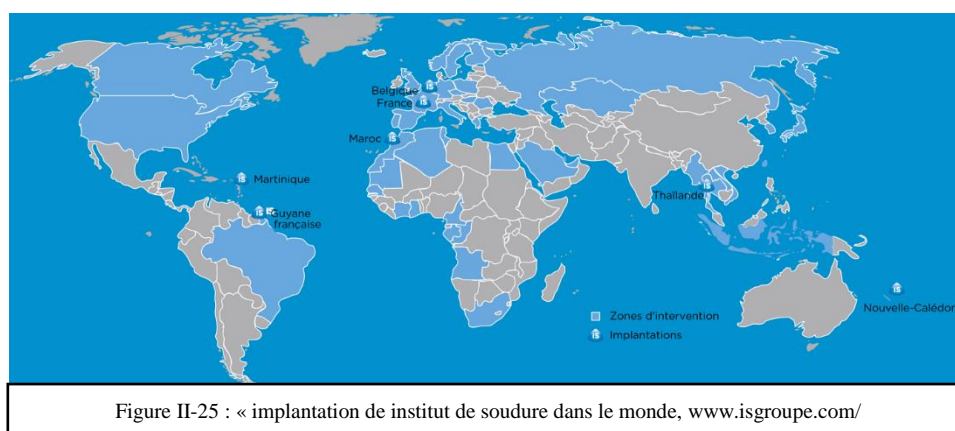 Belgique
France
Maroc
Martinique
Guyane
française
Thaïlande
Nouvelle-Calédon
Zones d'intervention
Implantations
Figure II-25 : « implantation de institut de soudure dans le monde, www.isgroupe.com/